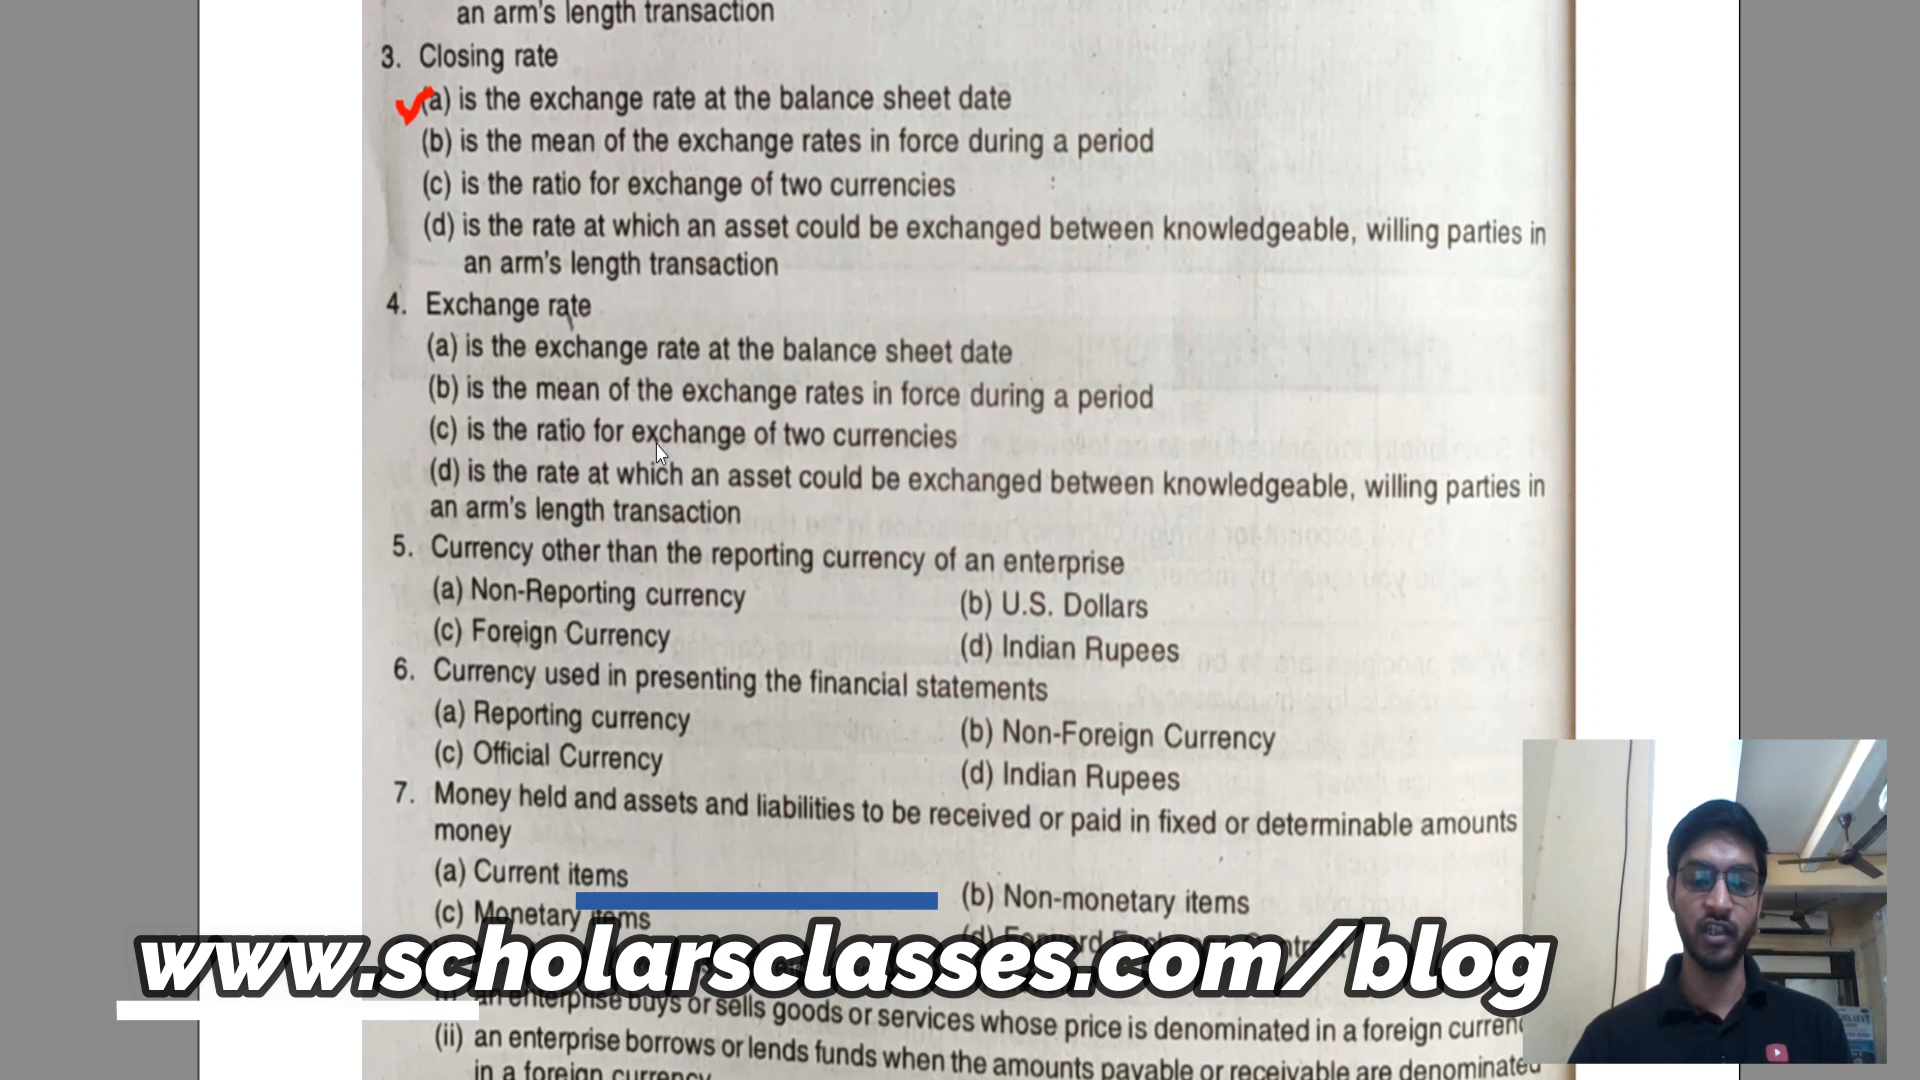 an arm's length transaction
3. Closing rate
(a) is the exchange rate at the balance sheet date
(b) is the mean of the exchange rates in force during a period
(c) is the ratio for exchange of two currencies
(d) is the rate at which an asset could be exchanged between knowledgeable, willing parties in
an arm's length transaction
4. Exchange rate
(a) is the exchange rate at the balance sheet date
(b) is the mean of the exchange rates in force during a period
(c) is the ratio for exchange of two currencies
(d) is the rate at which an asset could be exchanged between knowledgeable, willing parties in
an arm's length transaction
5. Currency other than the reporting currency of an enterprise
(a) Non-Reporting currency (b) U.S. Dollars
(c) Foreign Currency (d) Indian Rupees
6. Currency used in presenting the financial statements
(a) Reporting currency (b) Non-Foreign Currency
(c) Official Currency (d) Indian Rupees
7. Money held and assets and liabilities to be received or paid in fixed or determinable amounts
money
(a) Current items (b) Non-monetary items
(c) Monetary items (d)
www.scholarsclasses.com/blog
an enterprise buys or sells goods or services whose price is denominated in a foreign
(ii) an enterprise borrows or lends funds when the amounts payable or receivable are denominated
in a foreign currency